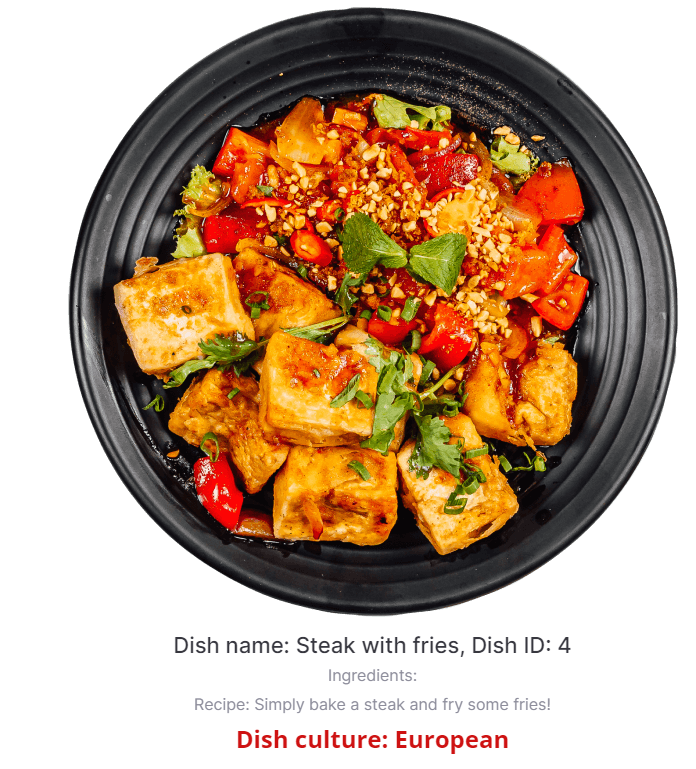 Dish name: Steak with fries, Dish ID: 4
Ingredients:
Recipe: Simply bake a steak and fry some fries!
Dish culture: European